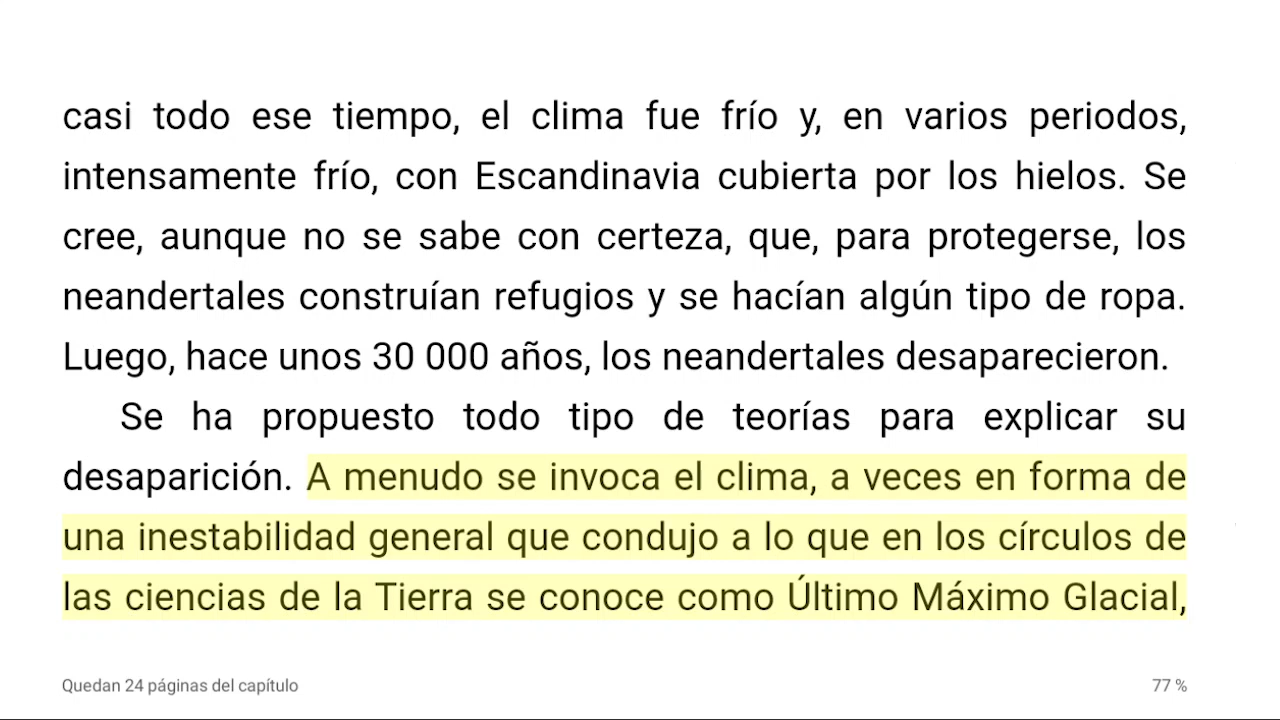 casi todo ese tiempo, el clima fue frío y, en varios periodos,
intensamente frío, con Escandinavia cubierta por los hielos. Se
cree, aunque no se sabe con certeza, que, para protegerse, los
neandertales construían refugios y se hacían algún tipo de ropa.
Luego, hace unos 30 000 años, los neandertales desaparecieron.
Se ha propuesto todo tipo de teorías para explicar su
desaparición. A menudo se invoca el clima, a veces en forma de
una inestabilidad general que condujo a lo que en los círculos de
las ciencias de la Tierra se conoce como Último Máximo Glacial,
Quedan 24 páginas del capítulo
77 %